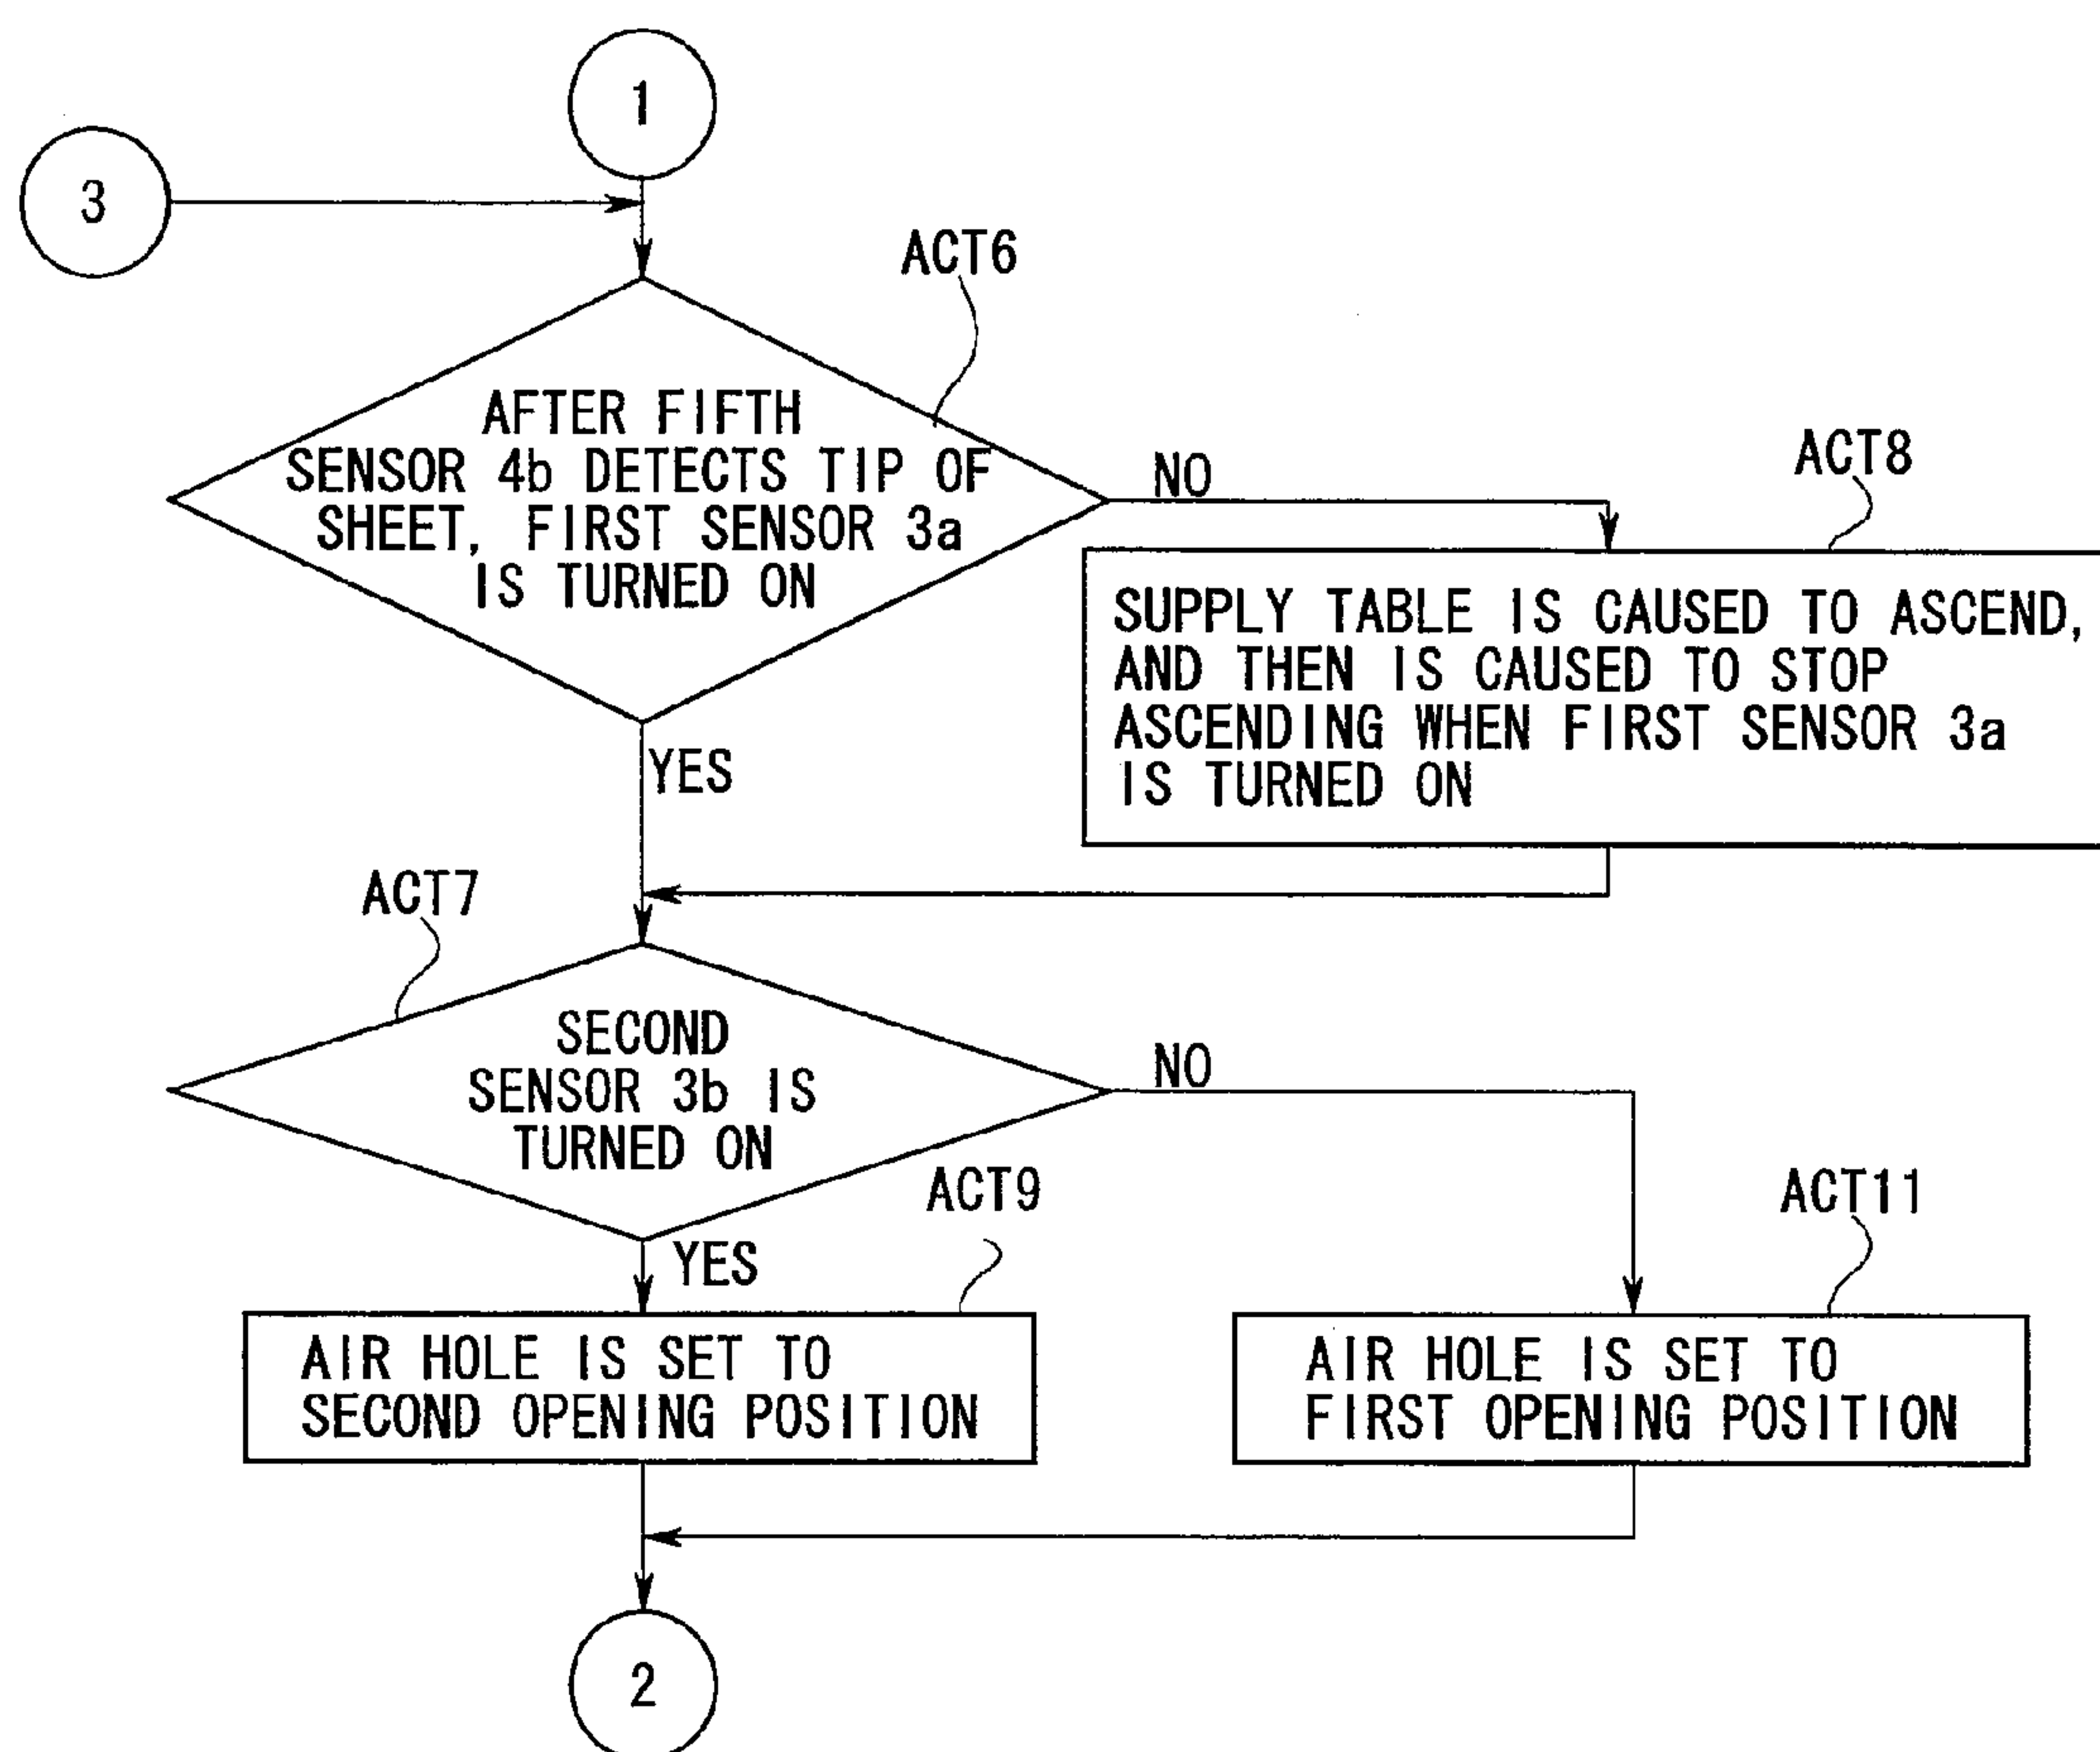 1
3
ACT6
AFTER FIFTH
SENSOR 4b DETECTS TIP OF
SHEET, FIRST SENSOR 3a
IS TURNED ON
NO
ACT8
SUPPLY TABLE IS CAUSED TO ASCEND,
AND THEN IS CAUSED TO STOP
ASCENDING WHEN FIRST SENSOR 3a
IS TURNED ON
YES
ACT7
SECOND
SENSOR 3b IS
TURNED ON
NO
YES
ACT9
AIR HOLE IS SET TO
SECOND OPENING POSITION
ACT11
AIR HOLE IS SET TO
FIRST OPENING POSITION
2